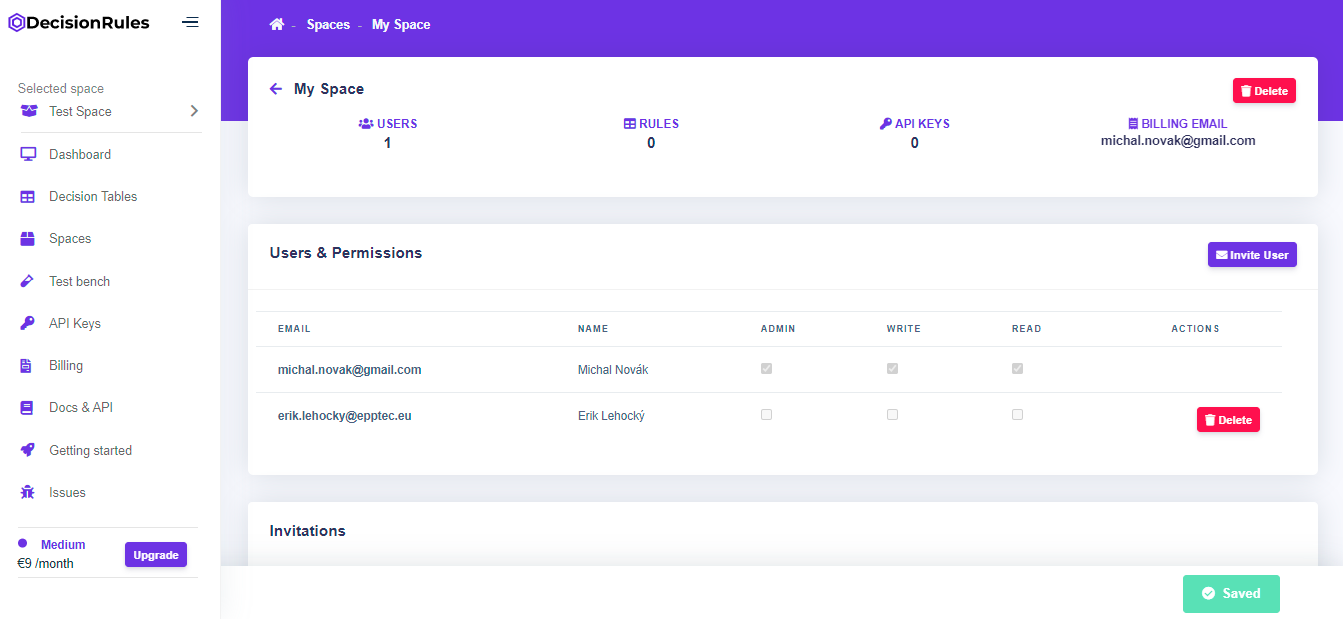 DecisionRules
Selected space
Test Space
Dashboard
Decision Tables
Spaces
Test bench
API Keys
Billing
Docs & API
Getting started
Issues
Medium
€9 /month
Upgrade
- Spaces - My Space
My Space
Delete
USERS
1
RULES
0
API KEYS
0
BILLING EMAIL
michal.novak@gmail.com
Users & Permissions
Invite User
EMAIL NAME ADMIN WRITE READ ACTIONS
michal.novak@gmail.com Michal Novák
erik.lehocky@epptec.eu Erik Lehocký Delete
Invitations
Saved